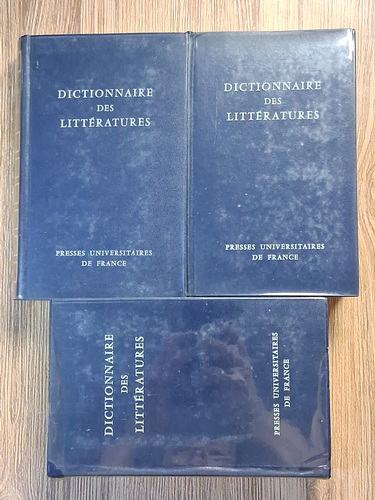 DICTIONNAIRE
DES
LITTÉRATURES
PRESSES UNIVERSITAIRES
DE FRANCE
DICTIONNAIRE
DES
LITTÉRATURES
PRESSES UNIVERSITAIRES
DE FRANCE
DICTIONNAIRE
DES
LITTÉRATURES
PRESSES UNIVERSITAIRES
DE FRANCE